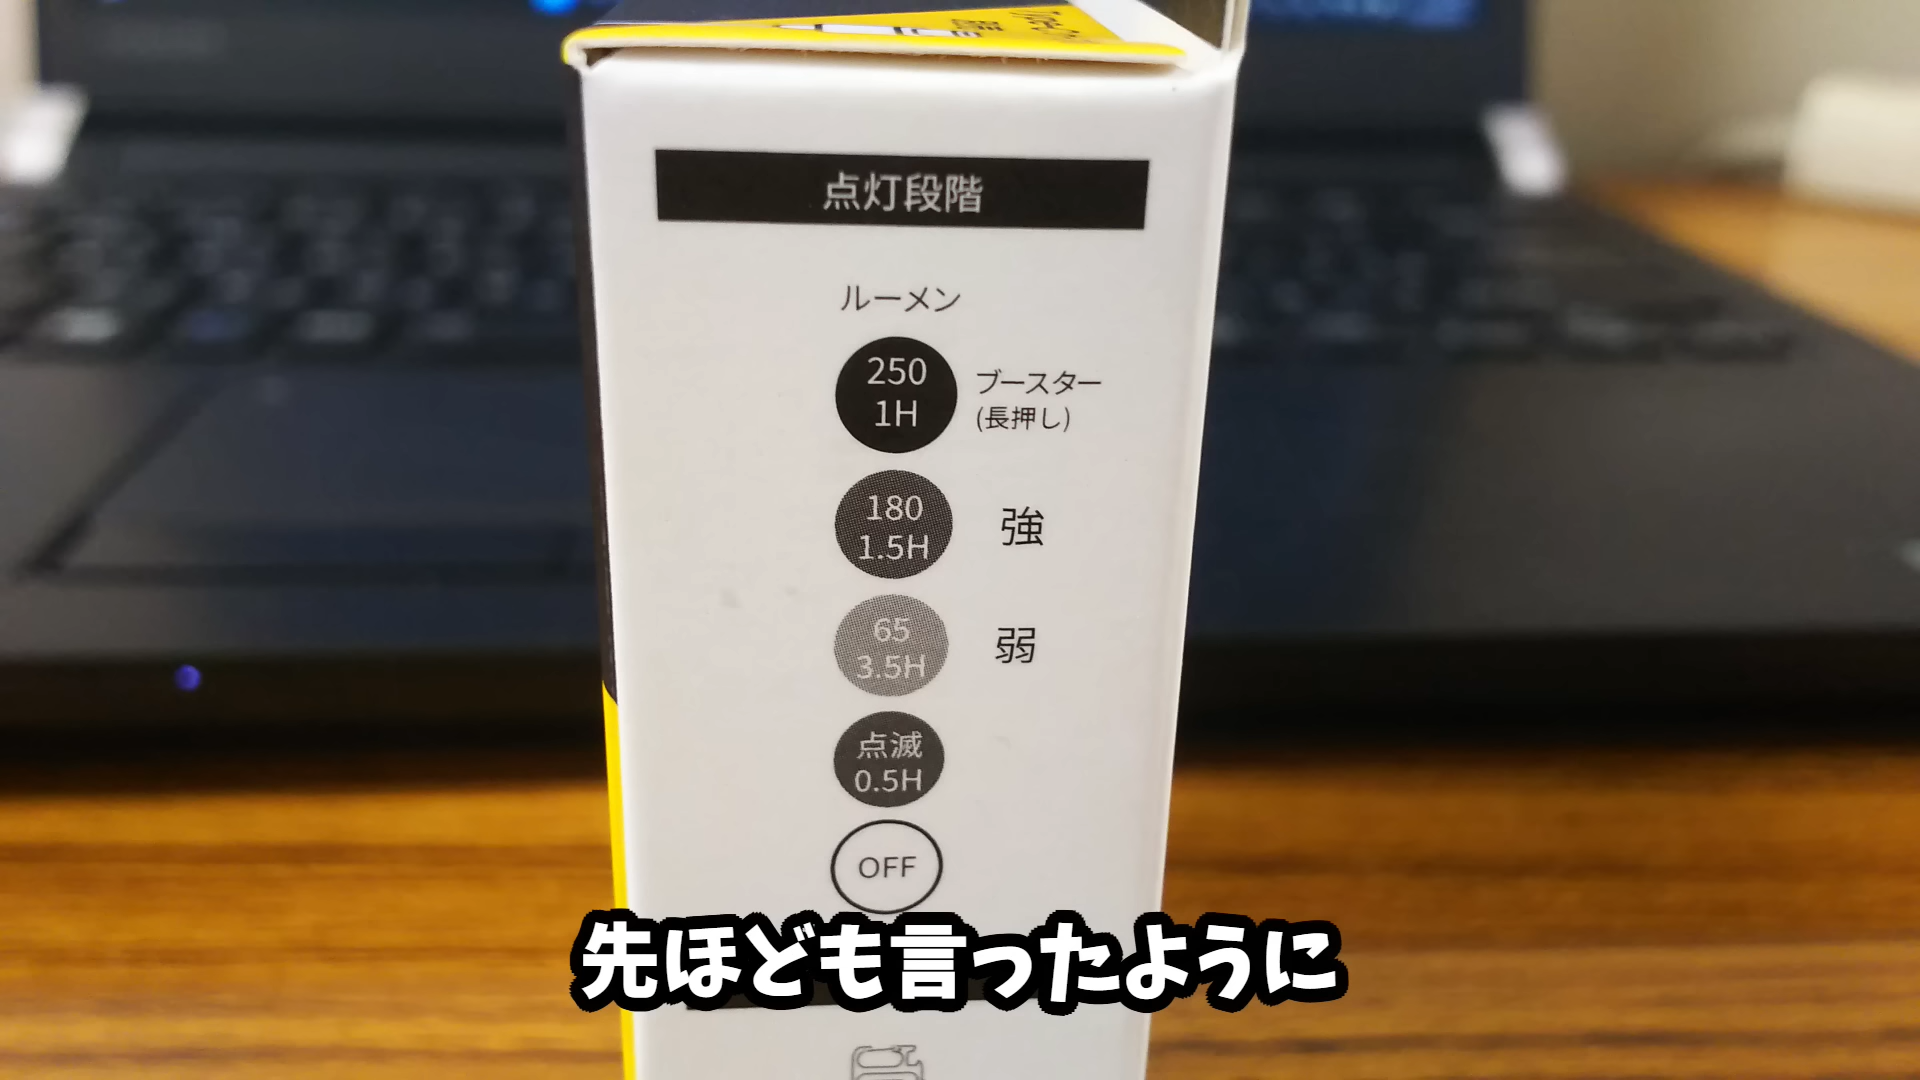 点灯段階
ルーメン
250
1H
ブースター
(長押し)
180
1.5H
強
65
3.5H
弱
点滅
0.5H
OFF
先ほども言ったように